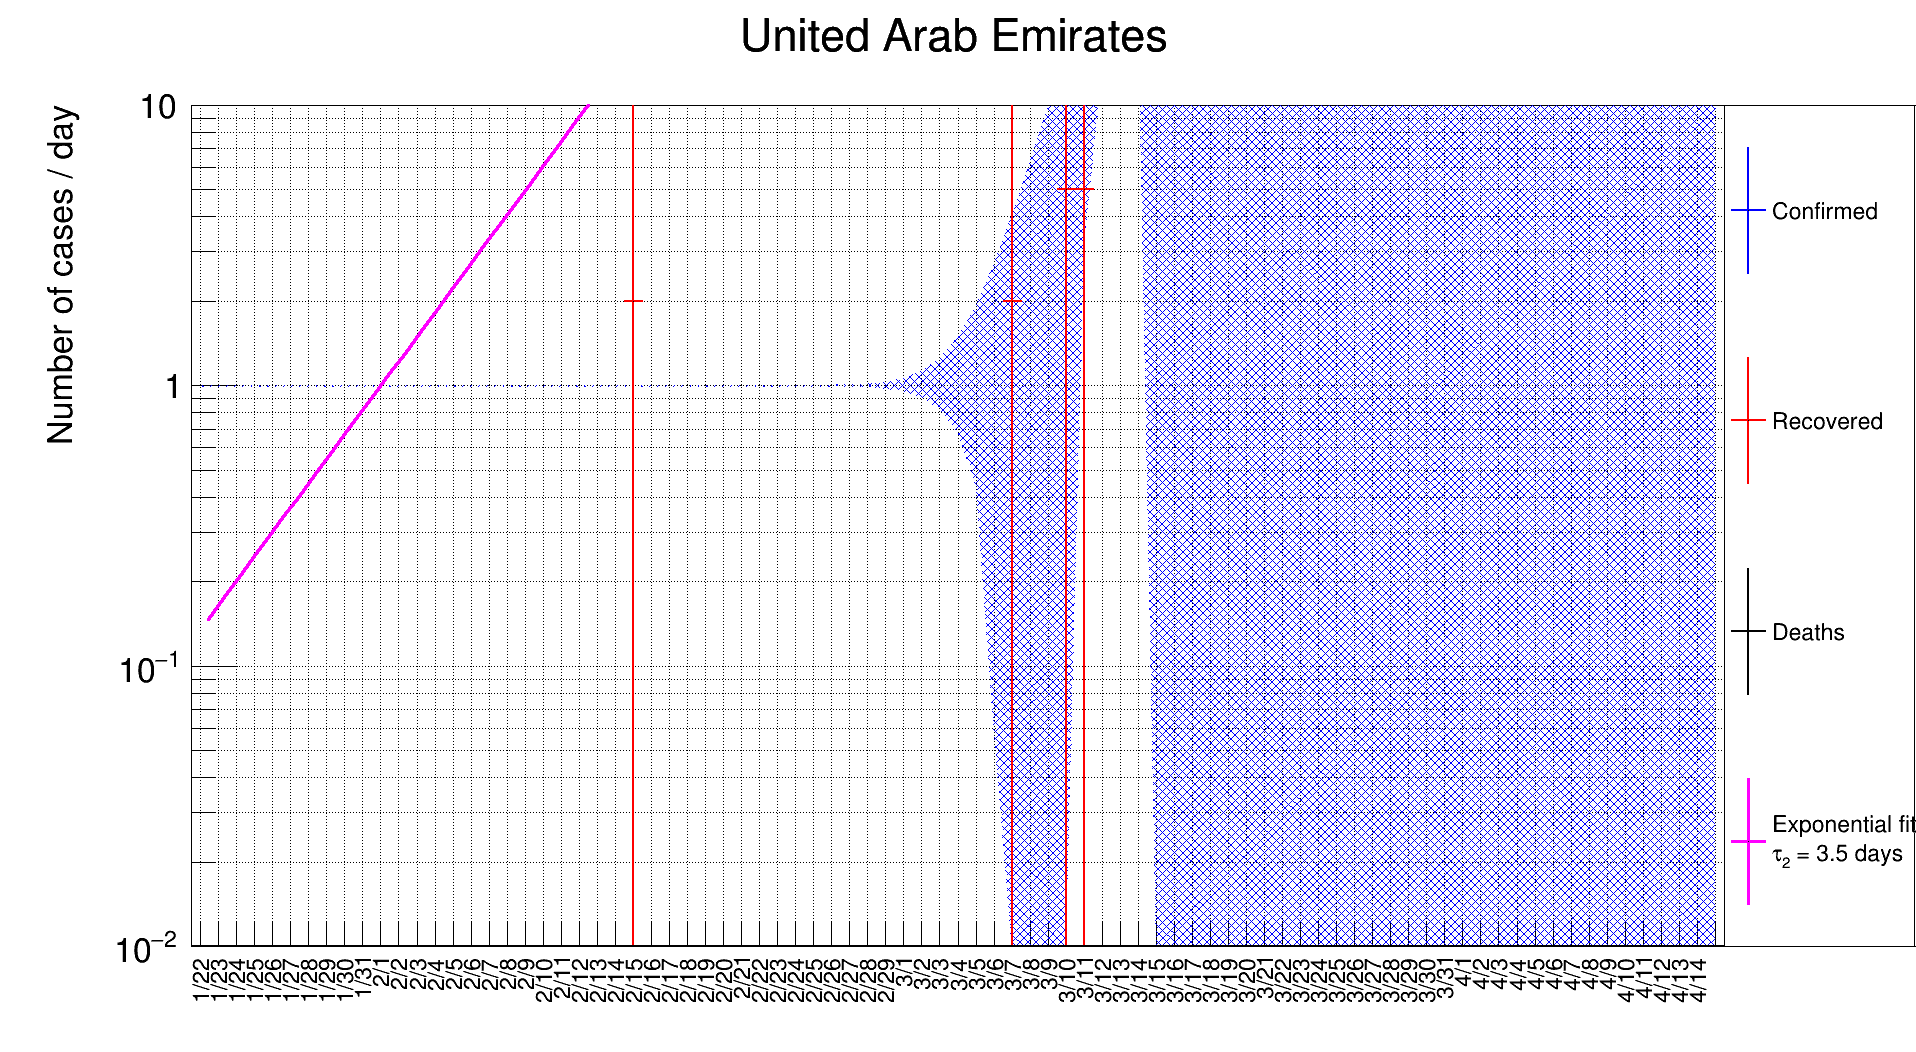 United Arab Emirates
Number of cases / day
10
1
10⁻¹
10⁻²
1/22 1/23 1/24 1/25 1/26 1/27 1/28 1/29 1/30 1/31 2/1 2/2 2/3 2/4 2/5 2/6 2/7 2/8 2/9 2/10 2/11 2/12 2/13 2/14 2/15 2/16 2/17 2/18 2/19 2/20 2/21 2/22 2/23 2/24 2/25 2/26 2/27 2/28 2/29 3/1 3/2 3/3 3/4 3/5 3/6 3/7 3/8 3/9 3/10 3/11 3/12 3/13 3/14 3/15 3/16 3/17 3/18 3/19 3/20 3/21 3/22 3/23 3/24 3/25 3/26 3/27 3/28 3/29 3/30 3/31 4/1 4/2 4/3 4/4 4/5 4/6 4/7 4/8 4/9 4/10 4/11 4/12 4/13 4/14
Confirmed
Recovered
Deaths
Exponential fit
τ₂ = 3.5 days